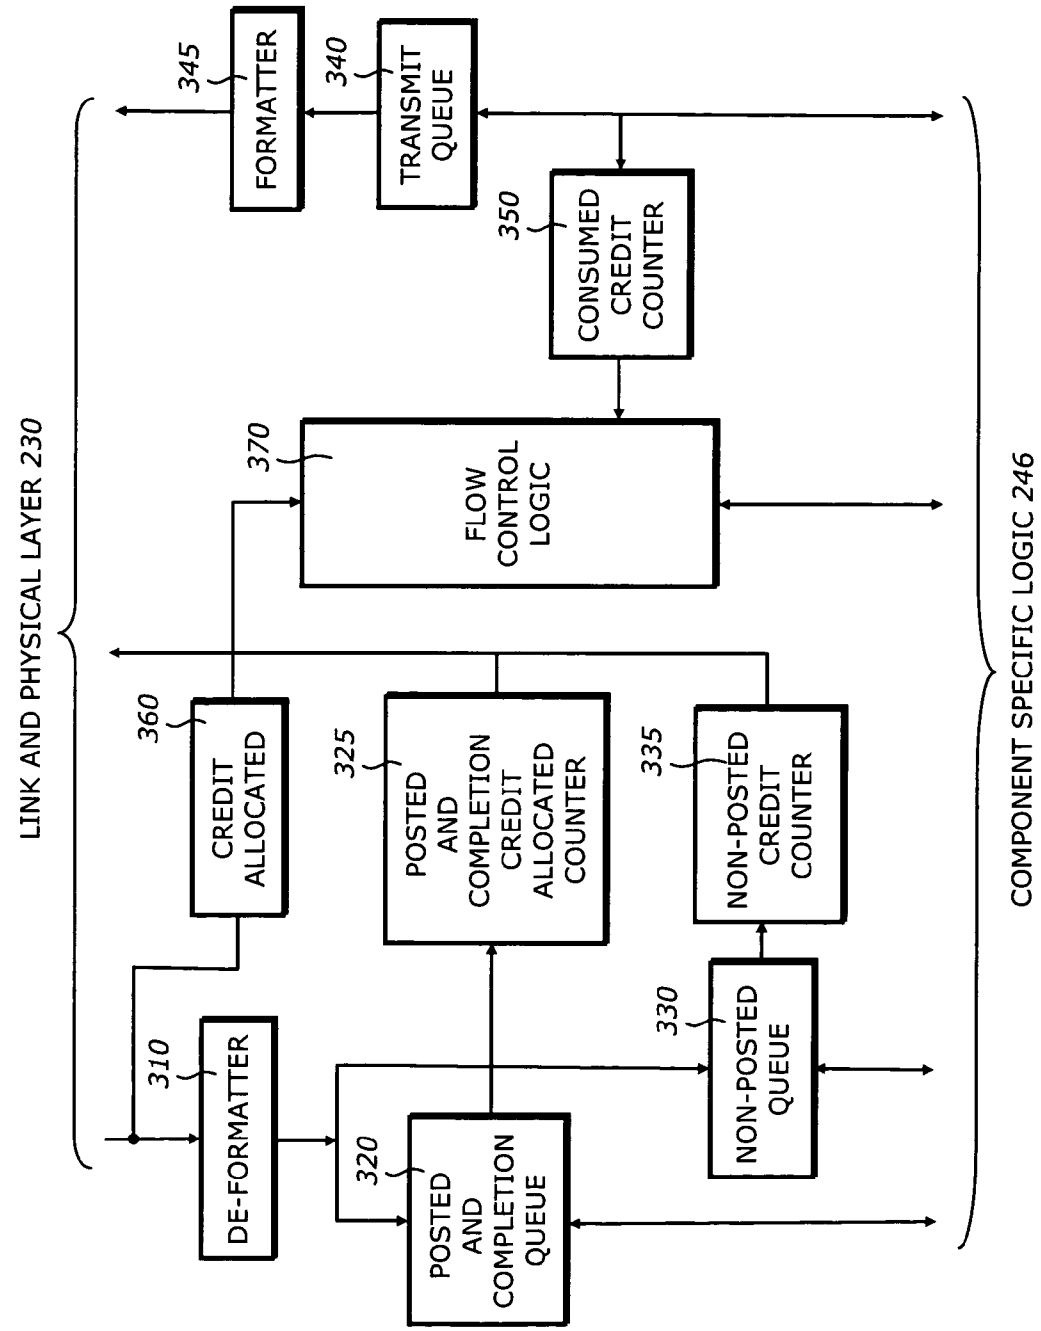 LINK AND PHYSICAL LAYER 230
345
FORMATTER
340
TRANSMIT
QUEUE
350
CONSUMED
CREDIT
COUNTER
370
FLOW
CONTROL
LOGIC
360
CREDIT
ALLOCATED
325
POSTED
AND
COMPLETION
CREDIT
ALLOCATED
COUNTER
335
NON-POSTED
CREDIT
COUNTER
310
DE-FORMATTER
320
POSTED
AND
COMPLETION
QUEUE
330
NON-POSTED
QUEUE
COMPONENT SPECIFIC LOGIC 246